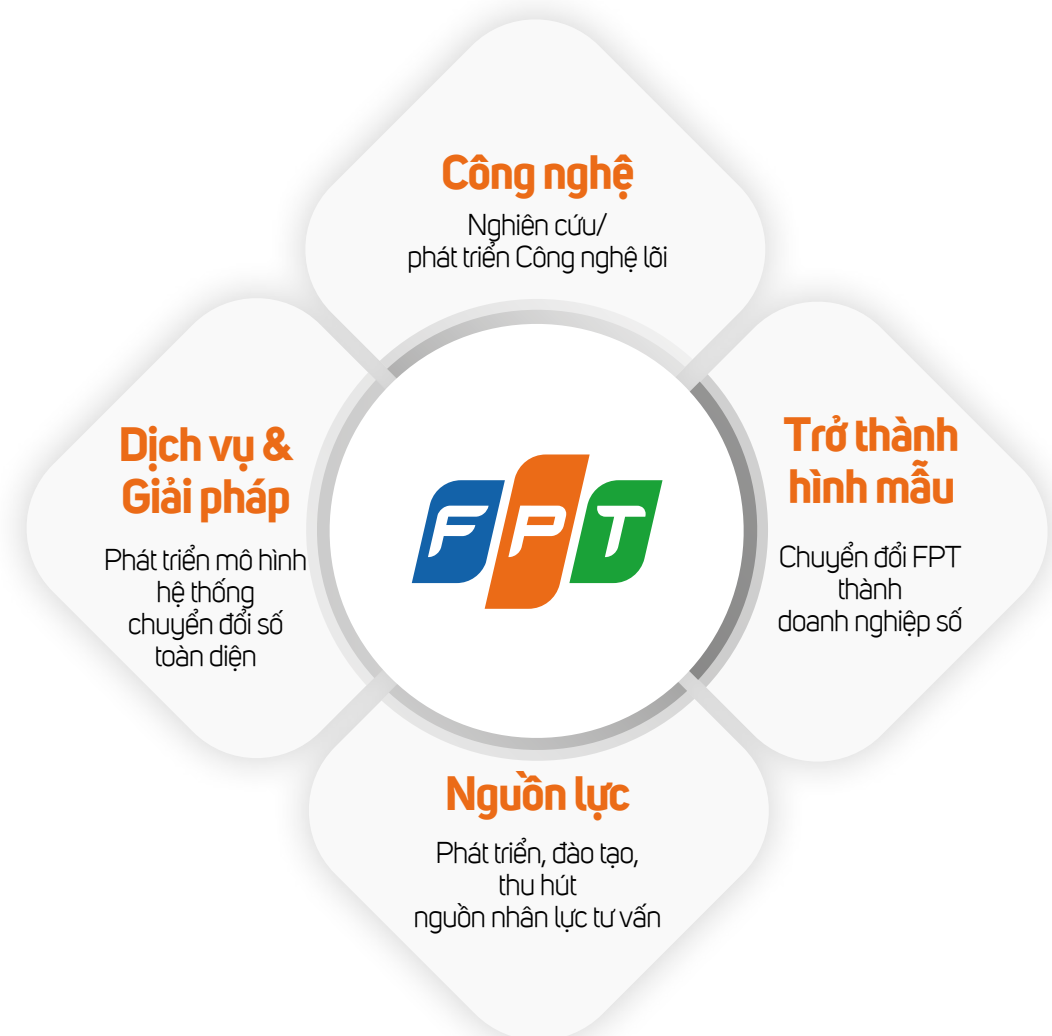 Công nghệ
Nghiên cứu/
phát triển Công nghệ lõi
Dịch vụ &
Giải pháp
Phát triển mô hình
hệ thống
chuyển đổi số
toàn diện
FPT
Trở thành
hình mẫu
Chuyển đổi FPT
thành
doanh nghiệp số
Nguồn lực
Phát triển, đào tạo,
thu hút
nguồn nhân lực tư vấn